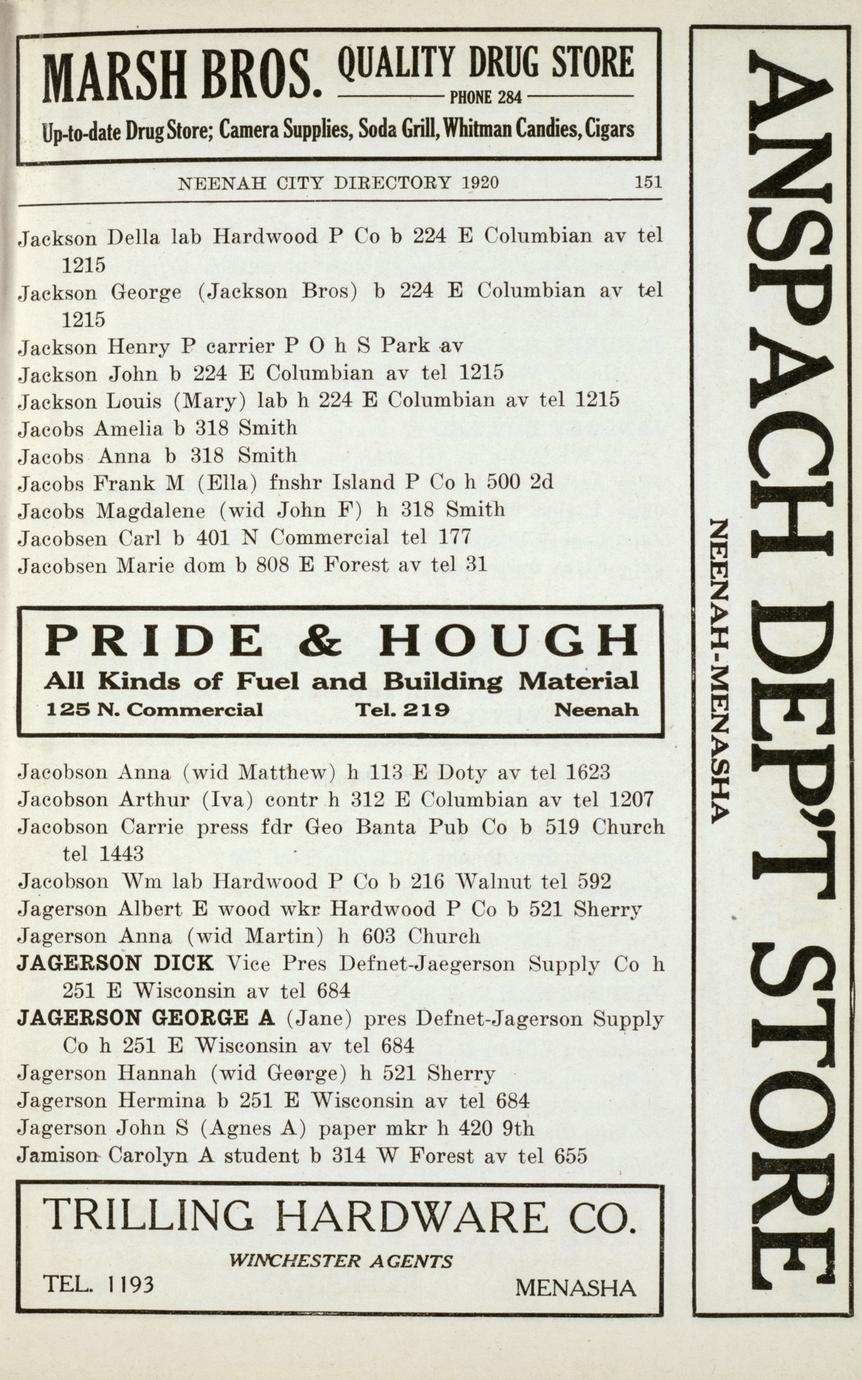 MARSH BROS. QUALITY DRUG STORE
PHONE 284
Up-to-date Drug Store; Camera Supplies, Soda Grill, Whitman Candies, Cigars
NEENAH CITY DIRECTORY 1920 151
Jackson Della lab Hardwood P Co b 224 E Columbian av tel
1215
Jackson George (Jackson Bros) b 224 E Columbian av tel
1215
Jackson Henry P carrier P O h S Park av
Jackson John b 224 E Columbian av tel 1215
Jackson Louis (Mary) lab h 224 E Columbian av tel 1215
Jacobs Amelia b 318 Smith
Jacobs Anna b 318 Smith
Jacobs Frank M (Ella) fnshr Island P Co h 500 2d
Jacobs Magdalene (wid John F) h 318 Smith
Jacobsen Carl b 401 N Commercial tel 177
Jacobsen Marie dom b 808 E Forest av tel 31
PRIDE & HOUGH
All Kinds of Fuel and Building Material
125 N. Commercial Tel. 219 Neenah
Jacobson Anna (wid Matthew) h 113 E Doty av tel 1623
Jacobson Arthur (Iva) contr h 312 E Columbian av tel 1207
Jacobson Carrie press fdr Geo Banta Pub Co b 519 Church
tel 1443
Jacobson Wm lab Hardwood P Co b 216 Walnut tel 592
Jagerson Albert E wood wkr Hardwood P Co b 521 Sherry
Jagerson Anna (wid Martin) h 603 Church
JAGERSON DICK Vice Pres Defnet-Jaegerson Supply Co h
251 E Wisconsin av tel 684
JAGERSON GEORGE A (Jane) pres Defnet-Jagerson Supply
Co h 251 E Wisconsin av tel 684
Jagerson Hannah (wid George) h 521 Sherry
Jagerson Hermina b 251 E Wisconsin av tel 684
Jagerson John S (Agnes A) paper mkr h 420 9th
Jamison Carolyn A student b 314 W Forest av tel 655
TRILLING HARDWARE CO.
WINCHESTER AGENTS
TEL. 1193 MENASHA
ANSPACH DEP'T STORE
NEENAH-MENASHA